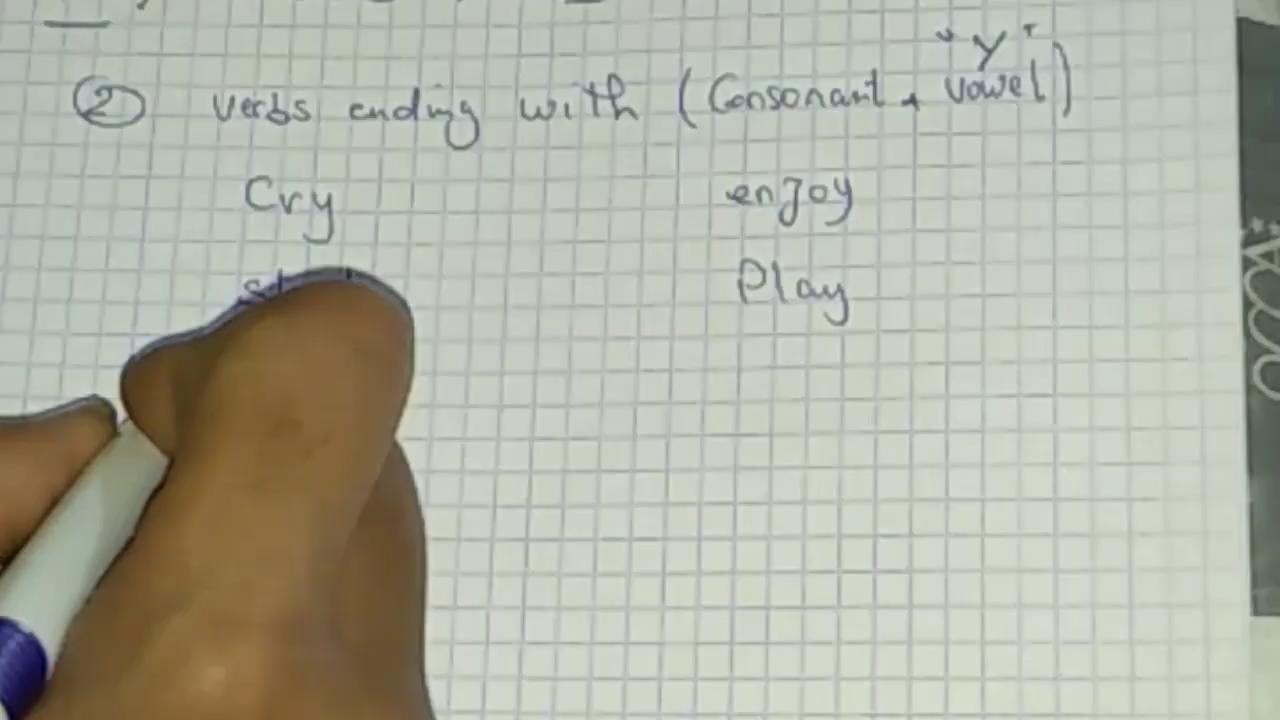 "y"
② verbs ending with (Consonant + vowel)
Cry enjoy
Play